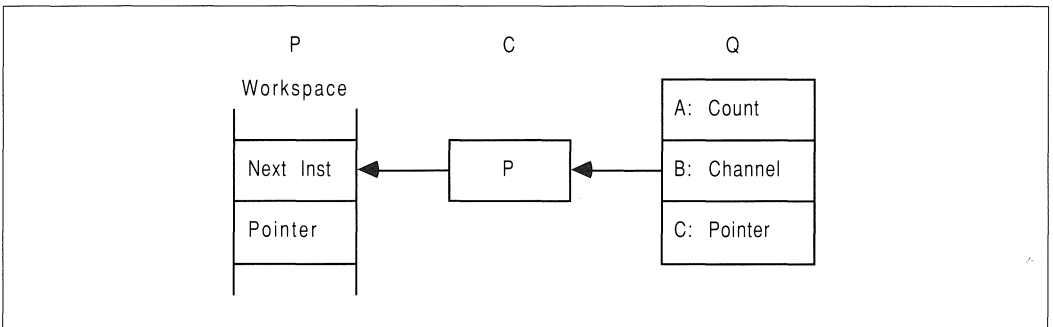 P C Q
Workspace
A: Count
Next Inst P B: Channel
Pointer C: Pointer